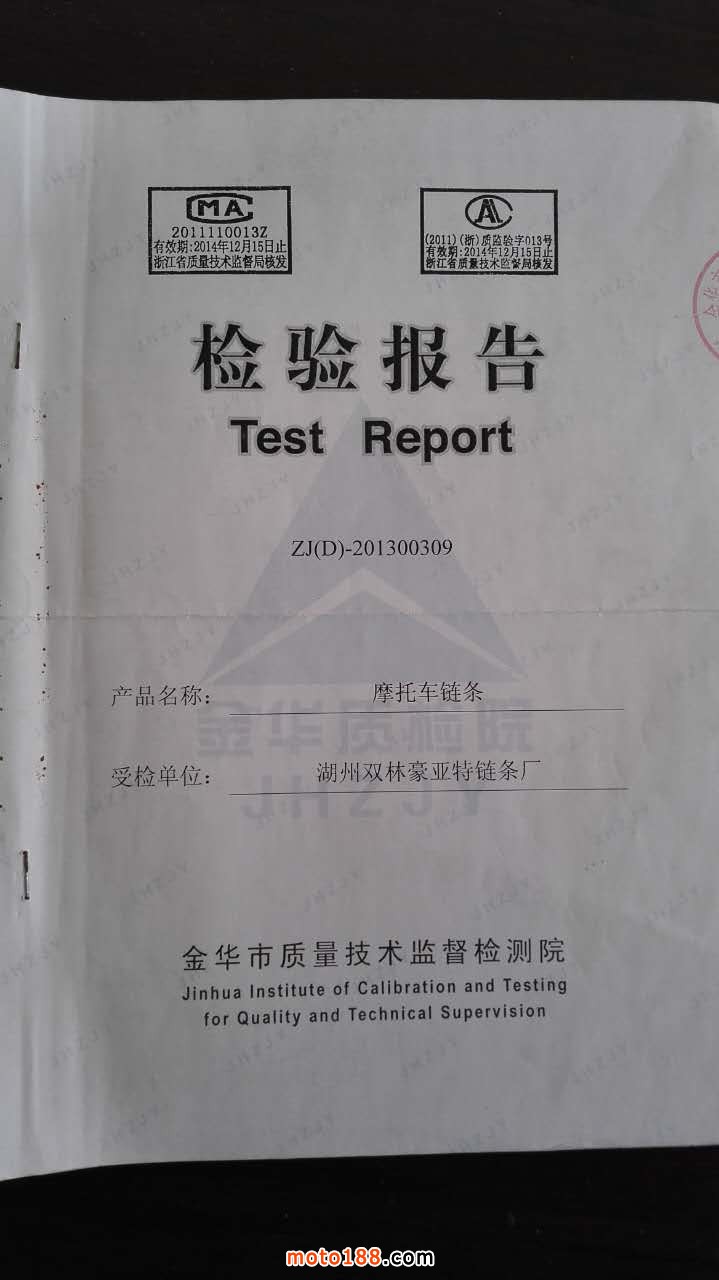 CMA
2011110013Z
有效期:2014年12月15日止
浙江省质量技术监督局核发
CAL
(2011)(浙)质监验字013号
有效期:2014年12月15日止
浙江省质量技术监督局核发
检验报告
Test Report
ZJ(D)-201300309
产品名称: 摩托车链条
金华质检院
受检单位: 湖州双林豪亚特链条厂
JHZJY
金华市质量技术监督检测院
Jinhua Institute of Calibration and Testing
for Quality and Technical Supervision
moto188.com